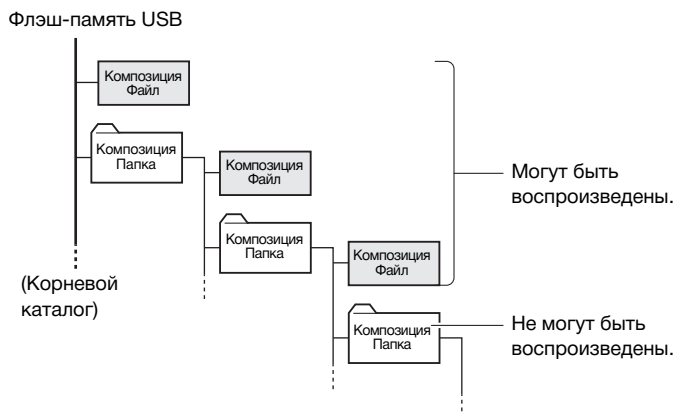 Флэш-память USB
Композиция
Файл
Композиция
Папка
Композиция
Файл
Могут быть
воспроизведены.
Композиция
Папка
Композиция
Файл
(Корневой
каталог)
Композиция
Папка
Не могут быть
воспроизведены.